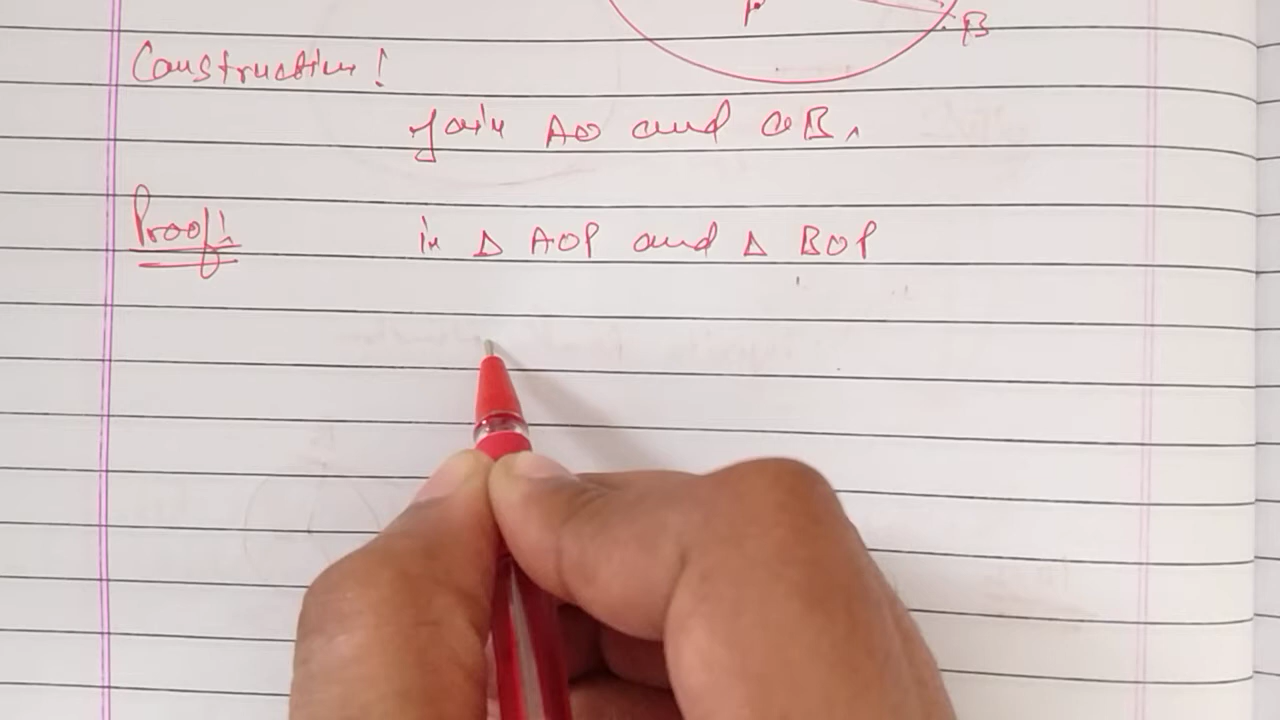 P
B
Construction!
Join AO and OB.
Proof!
in Δ AOP and Δ BOP